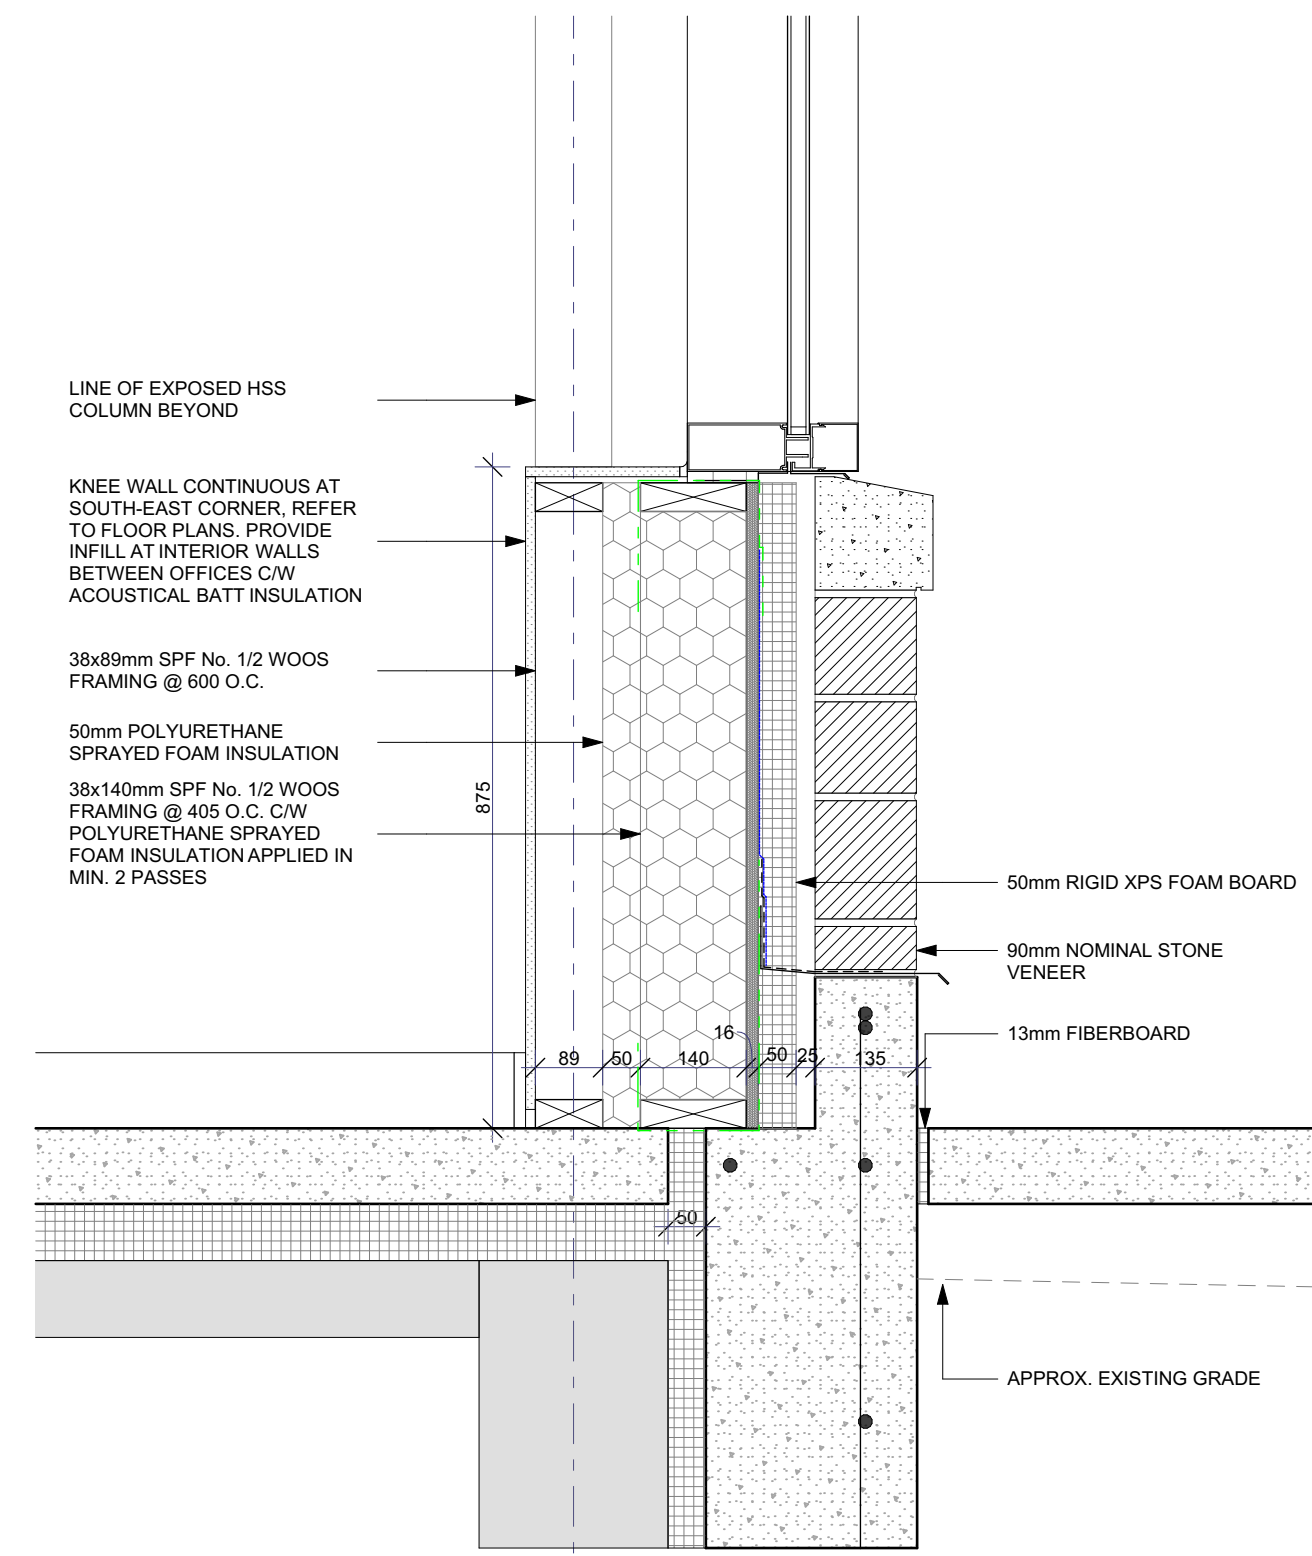 LINE OF EXPOSED HSS
COLUMN BEYOND
KNEE WALL CONTINUOUS AT
SOUTH-EAST CORNER, REFER
TO FLOOR PLANS. PROVIDE
INFILL AT INTERIOR WALLS
BETWEEN OFFICES C/W
ACOUSTICAL BATT INSULATION
38x89mm SPF No. 1/2 WOOS
FRAMING @ 600 O.C.
50mm POLYURETHANE
SPRAYED FOAM INSULATION
38x140mm SPF No. 1/2 WOOS
FRAMING @ 405 O.C. C/W
POLYURETHANE SPRAYED
FOAM INSULATION APPLIED IN
MIN. 2 PASSES
875
50mm RIGID XPS FOAM BOARD
90mm NOMINAL STONE
VENEER
13mm FIBERBOARD
16
89 50 140 50 25 135
50
APPROX. EXISTING GRADE